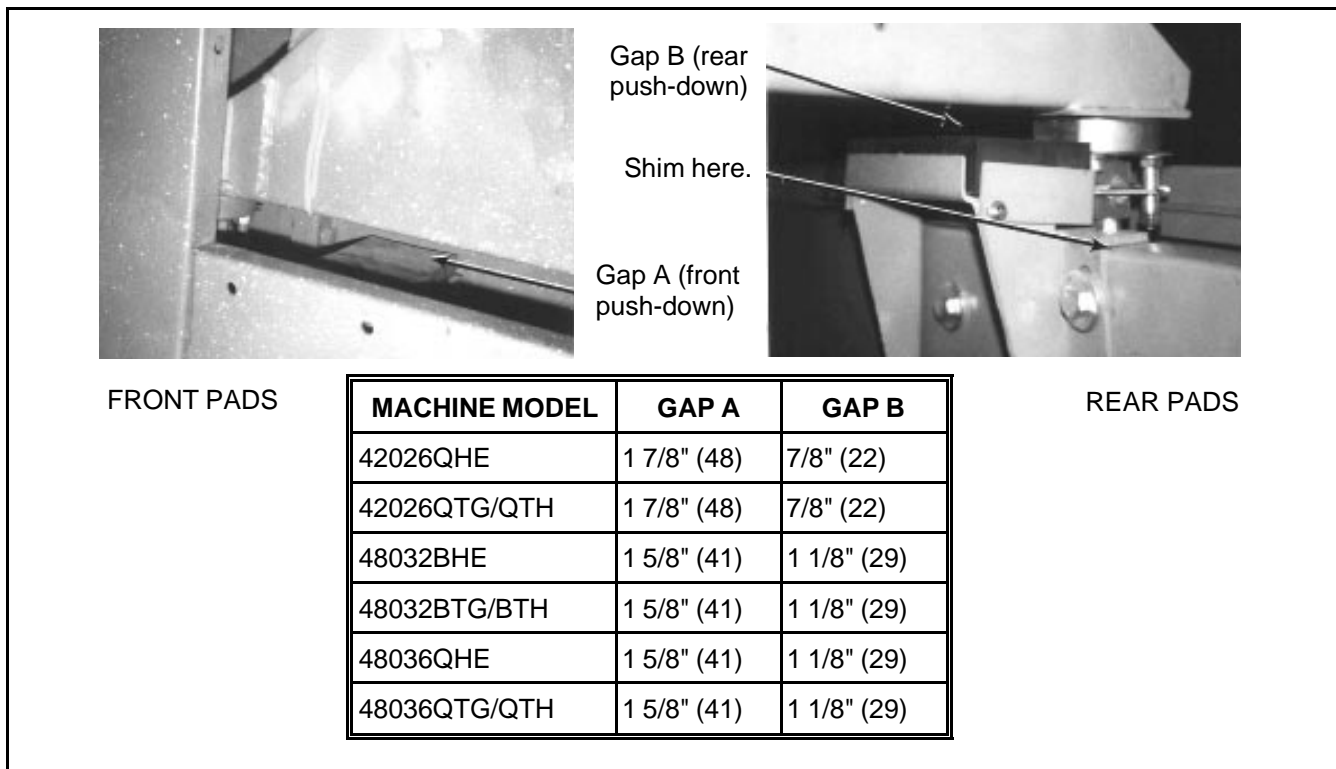 Gap B (rear
push-down)
Shim here.
Gap A (front
push-down)
FRONT PADS
REAR PADS
MACHINE MODEL GAP A GAP B
42026QHE 1 7/8" (48) 7/8" (22)
42026QTG/QTH 1 7/8" (48) 7/8" (22)
48032BHE 1 5/8" (41) 1 1/8" (29)
48032BTG/BTH 1 5/8" (41) 1 1/8" (29)
48036QHE 1 5/8" (41) 1 1/8" (29)
48036QTG/QTH 1 5/8" (41) 1 1/8" (29)